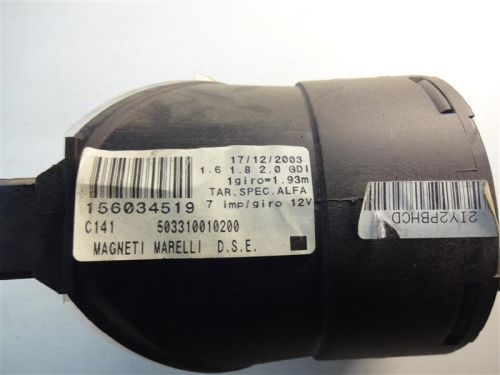 17/12/2003
1.6 1.8 2.0 GDI
1giro=1.93m
TAR.SPEC.ALFA
156034519 7 imp/giro 12V
C141 503310010200
MAGNETI MARELLI D.S.E.
2IY2PBHCD